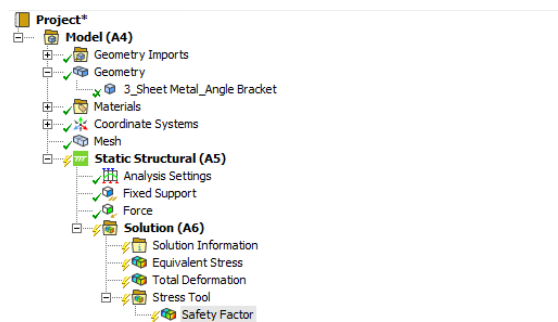 Project*
Model (A4)
Geometry Imports
Geometry
3_Sheet Metal_Angle Bracket
Materials
Coordinate Systems
Mesh
Static Structural (A5)
Analysis Settings
Fixed Support
Force
Solution (A6)
Solution Information
Equivalent Stress
Total Deformation
Stress Tool
Safety Factor